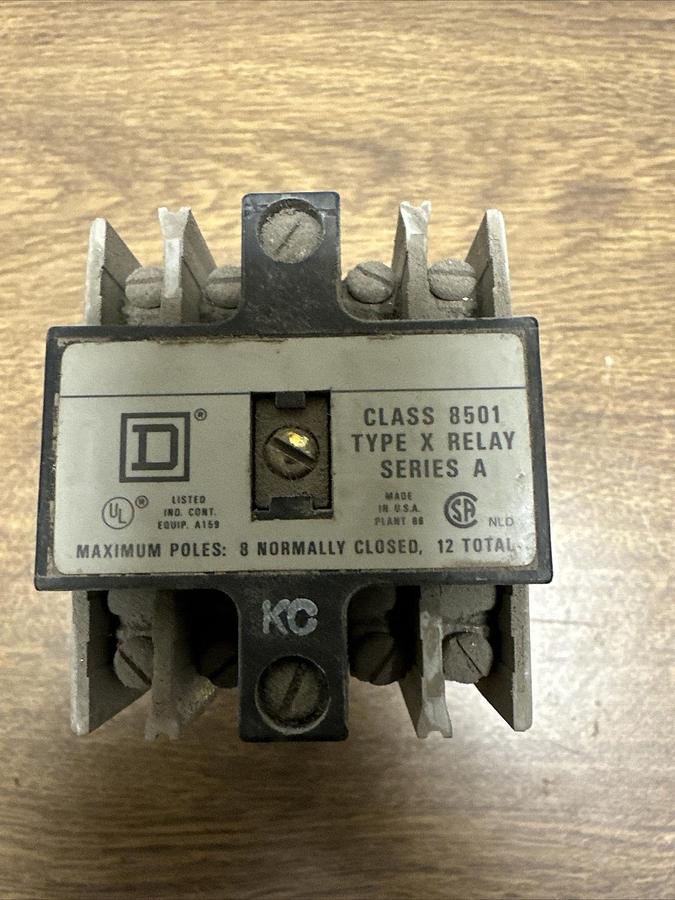 D ®
CLASS 8501
TYPE X RELAY
SERIES A
UL ®
LISTED
IND. CONT.
EQUIP. A159
MADE
IN U.S.A.
PLANT 86
SA
NLD
MAXIMUM POLES: 8 NORMALLY CLOSED, 12 TOTAL
KC